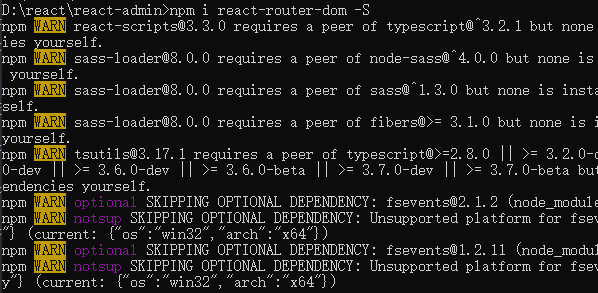 D:\react\react-admin>npm i react-router-dom -S
npm WARN react-scripts@3.3.0 requires a peer of typescript@^3.2.1 but none
ies yourself.
npm WARN sass-loader@8.0.0 requires a peer of node-sass@^4.0.0 but none is
yourself.
npm WARN sass-loader@8.0.0 requires a peer of sass@^1.3.0 but none is insta
self.
npm WARN sass-loader@8.0.0 requires a peer of fibers@>= 3.1.0 but none is i
yourself.
npm WARN tsutils@3.17.1 requires a peer of typescript@>=2.8.0 || >= 3.2.0-d
0-dev || >= 3.6.0-dev || >= 3.6.0-beta || >= 3.7.0-dev || >= 3.7.0-beta but
endencies yourself.
npm WARN optional SKIPPING OPTIONAL DEPENDENCY: fsevents@2.1.2 (node_module
npm WARN notsup SKIPPING OPTIONAL DEPENDENCY: Unsupported platform for fsev
"} (current: {"os":"win32","arch":"x64"})
npm WARN optional SKIPPING OPTIONAL DEPENDENCY: fsevents@1.2.11 (node_modul
npm WARN notsup SKIPPING OPTIONAL DEPENDENCY: Unsupported platform for fsev
y"} (current: {"os":"win32","arch":"x64"})